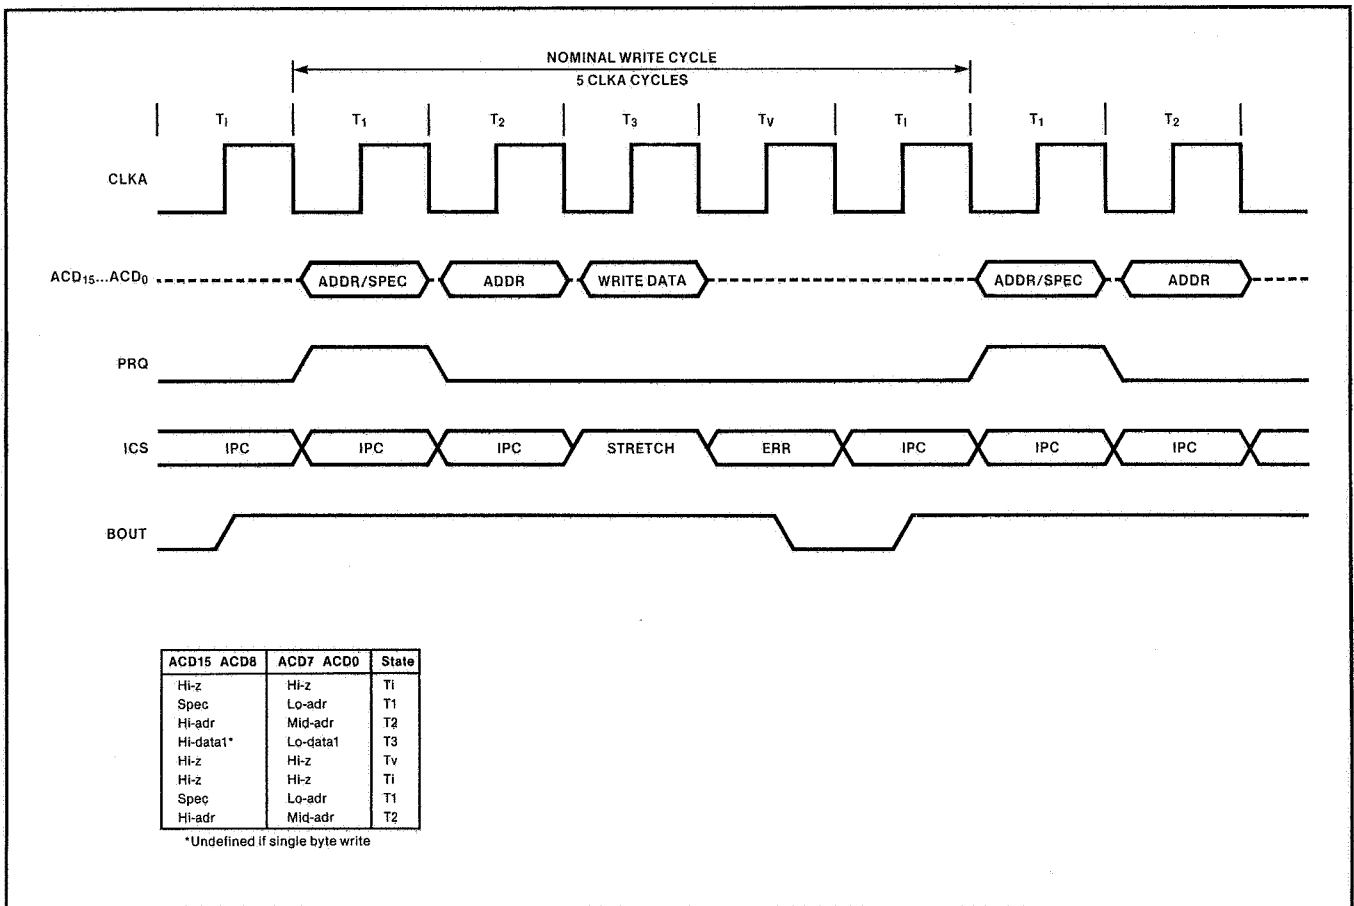 NOMINAL WRITE CYCLE
5 CLKA CYCLES
TI T1 T2 T3 TV TI T1 T2
CLKA
ACD15...ACD0 ADDR/SPEC ADDR WRITE DATA ADDR/SPEC ADDR
PRQ
ICS IPC IPC IPC STRETCH ERR IPC IPC IPC
BOUT
ACD15 ACD8 ACD7 ACD0 State
Hi-z Hi-z Ti
Spec Lo-adr T1
Hi-adr Mid-adr T2
Hi-data1* Lo-data1 T3
Hi-z Hi-z Tv
Hi-z Hi-z Ti
Spec Lo-adr T1
Hi-adr Mid-adr T2
*Undefined if single byte write